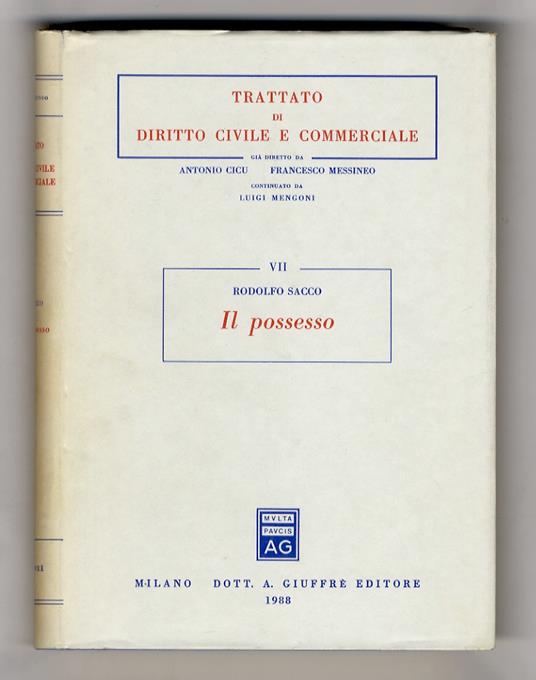 TRATTATO
DI
DIRITTO CIVILE E COMMERCIALE
GIÀ DIRETTO DA
ANTONIO CICU FRANCESCO MESSINEO
CONTINUATO DA
LUIGI MENGONI
VII
RODOLFO SACCO
Il possesso
MVLTA
PAVCIS
AG
MILANO DOTT. A. GIUFFRÈ EDITORE
1988